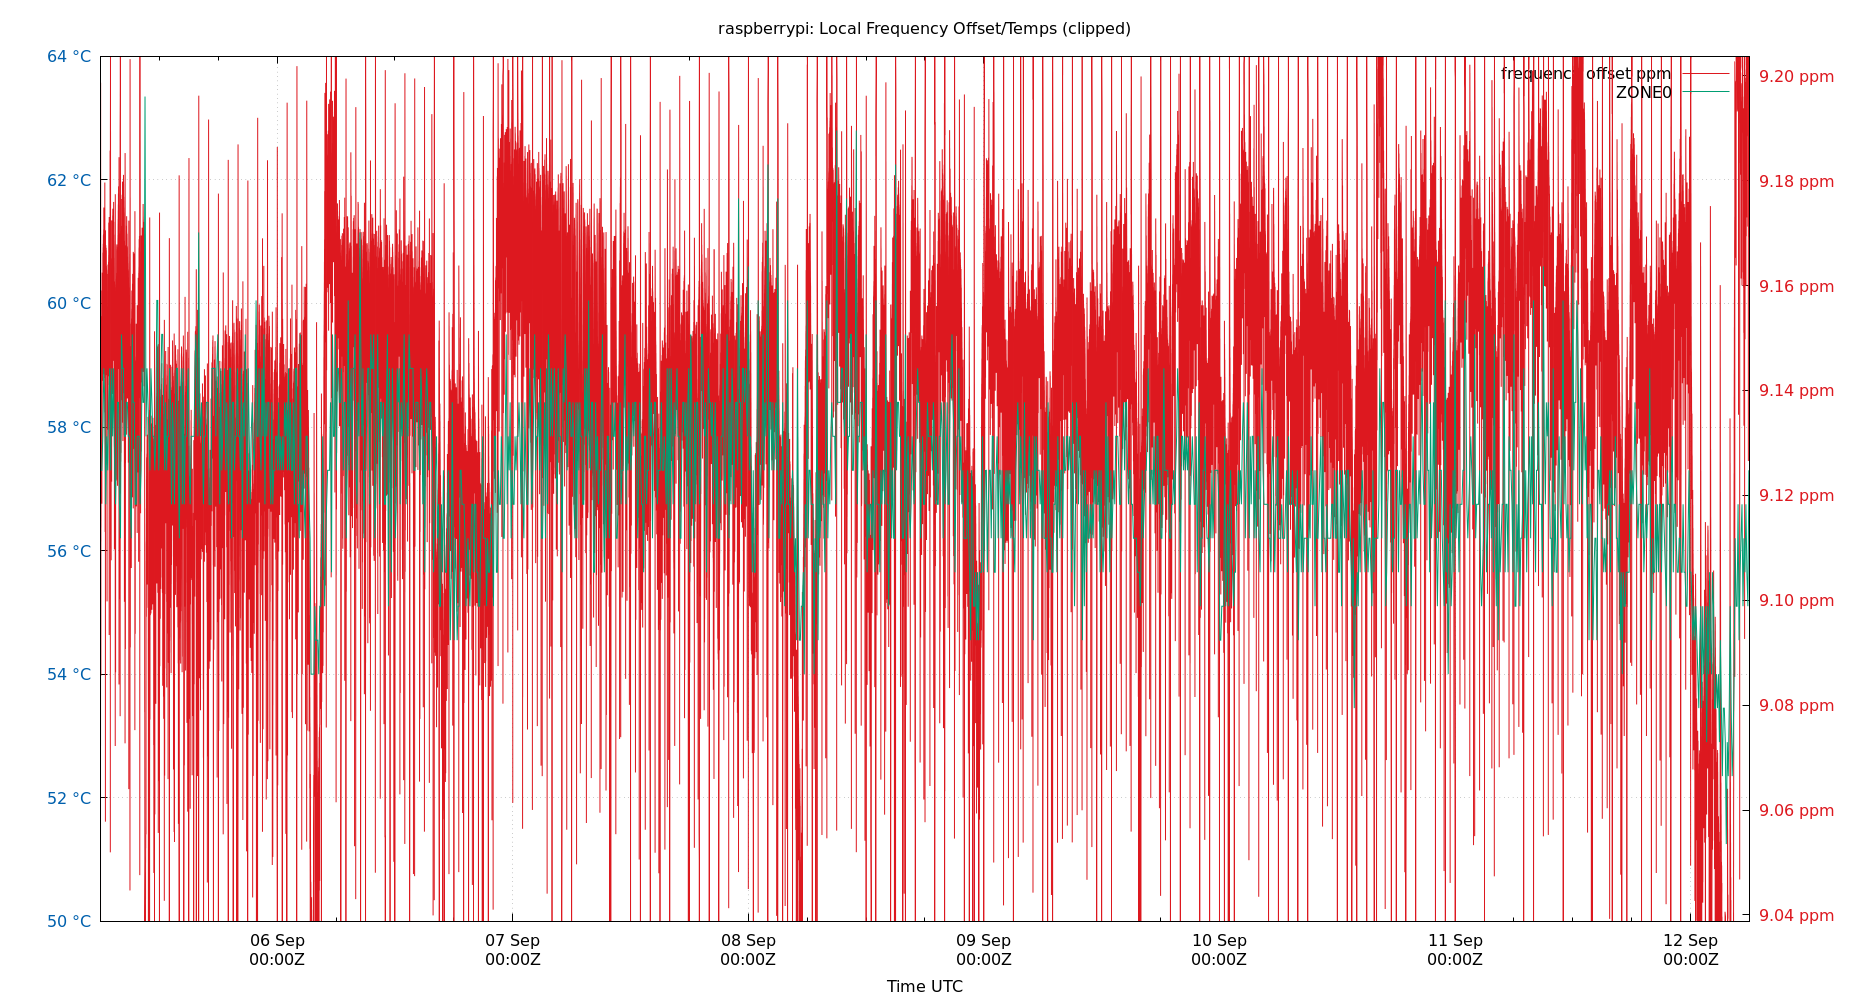 raspberrypi: Local Frequency Offset/Temps (clipped)
64 °C
62 °C
60 °C
58 °C
56 °C
54 °C
52 °C
50 °C
frequency offset ppm
ZONE0
9.20 ppm
9.18 ppm
9.16 ppm
9.14 ppm
9.12 ppm
9.10 ppm
9.08 ppm
9.06 ppm
9.04 ppm
06 Sep
00:00Z
07 Sep
00:00Z
08 Sep
00:00Z
09 Sep
00:00Z
10 Sep
00:00Z
11 Sep
00:00Z
12 Sep
00:00Z
Time UTC